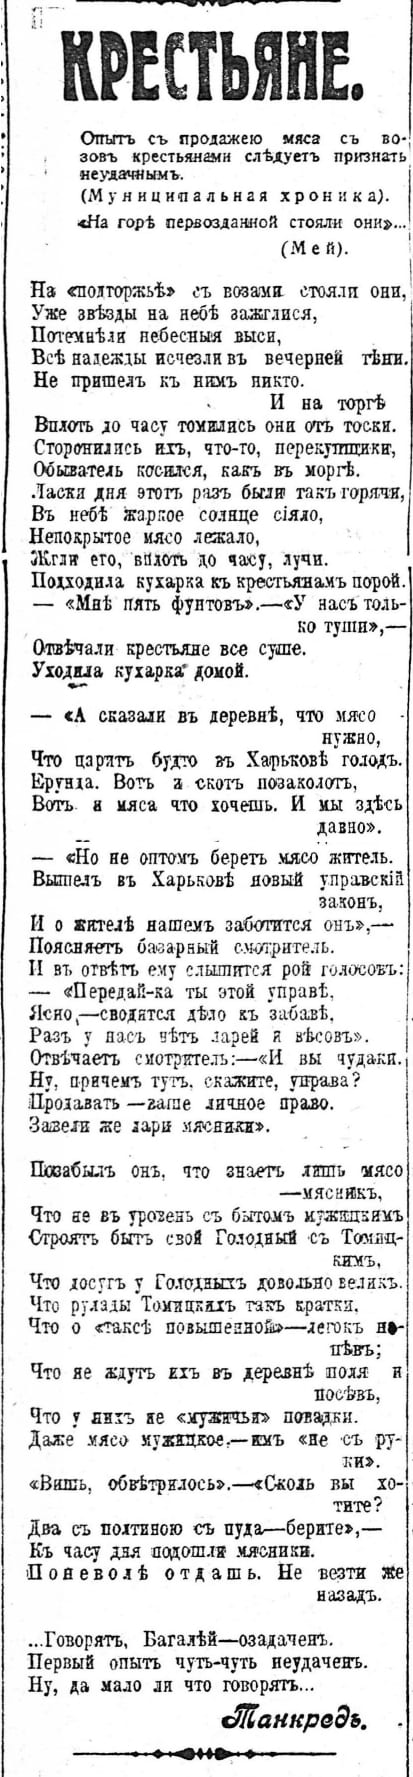 КРЕСТЬЯНЕ.
Опытъ съ продажею мяса съ во-
зовъ крестьянами слѣдуетъ признать
неудачнымъ.
(Муниципальная хроника).
«На горѣ первозданной стояли они»...
(Мей).
На «подторжьѣ» съ возами стояли они,
Уже звѣзды на небѣ зажглися,
Потемнѣли небесныя выси,
Всѣ надежды исчезли въ вечерней тѣни.
Не пришелъ къ нимъ никто.
И на торгѣ
Вплоть до часу томились они отъ тоски.
Сторонились ихъ, что-то, перекупщики,
Обыватель косился, какъ въ моргѣ.
Ласки дня этотъ разъ были такъ горячи,
Въ небѣ жаркое солнце сіяло,
Непокрытое мясо лежало,
Жгли его, вплоть до часу, лучи.
Подходила кухарка къ крестьянамъ порой.
— «Мнѣ пять фунтовъ».—«У насъ толь-
ко туши»,—
Отвѣчали крестьяне все суше.
Уходила кухарка домой.
— «А сказали въ деревнѣ, что мясо
нужно,
Что царитъ будто въ Харьковѣ голодъ.
Ерунда. Вотъ и скотъ позаколотъ,
Вотъ и мяса что хочешь. И мы здѣсь
давно».
— «Но не оптомъ беретъ мясо житель.
Вышелъ въ Харьковѣ новый управскій
законъ,
И о жителѣ нашемъ заботится онъ»,—
Поясняетъ базарный смотритель.
И въ отвѣтъ ему слышится рой голосовъ:
— «Передай-ка ты этой управѣ,
Ясно,—сводится дѣло къ забавѣ,
Разъ у насъ нѣтъ ларей и вѣсовъ».
Отвѣчаетъ смотритель:—«И вы чудаки.
Ну, причемъ тутъ, скажите, управа?
Продавать—ваше личное право.
Завели же лари мясники».
Позабылъ онъ, что знаетъ лишь мясо
—мясникъ,
Что не въ уровень съ бытомъ мужицкимъ
Строятъ бытъ свой Голодный съ Томиц-
кимъ,
Что досугъ у Голодныхъ довольно великъ.
Что рулады Томицкихъ такъ кратки,
Что о «таксѣ повышенной»—легокъ на-
пѣвъ;
Что не ждутъ ихъ въ деревнѣ поля и
посѣвъ,
Что у нихъ не «мужичьи» повадки.
Даже мясо мужицкое,—имъ «не съ ру-
ки».
«Вишь, обвѣтрилось».—«Сколь вы хо-
тите?
Два съ полтиною съ пуда—берите»,—
Къ часу дня подошли мясники.
Поневолѣ отдашь. Не везти же
назадъ.
...Говорятъ, Багалѣй—озадаченъ.
Первый опытъ чуть-чуть неудаченъ.
Ну, да мало ли что говорятъ...
Танкредъ.